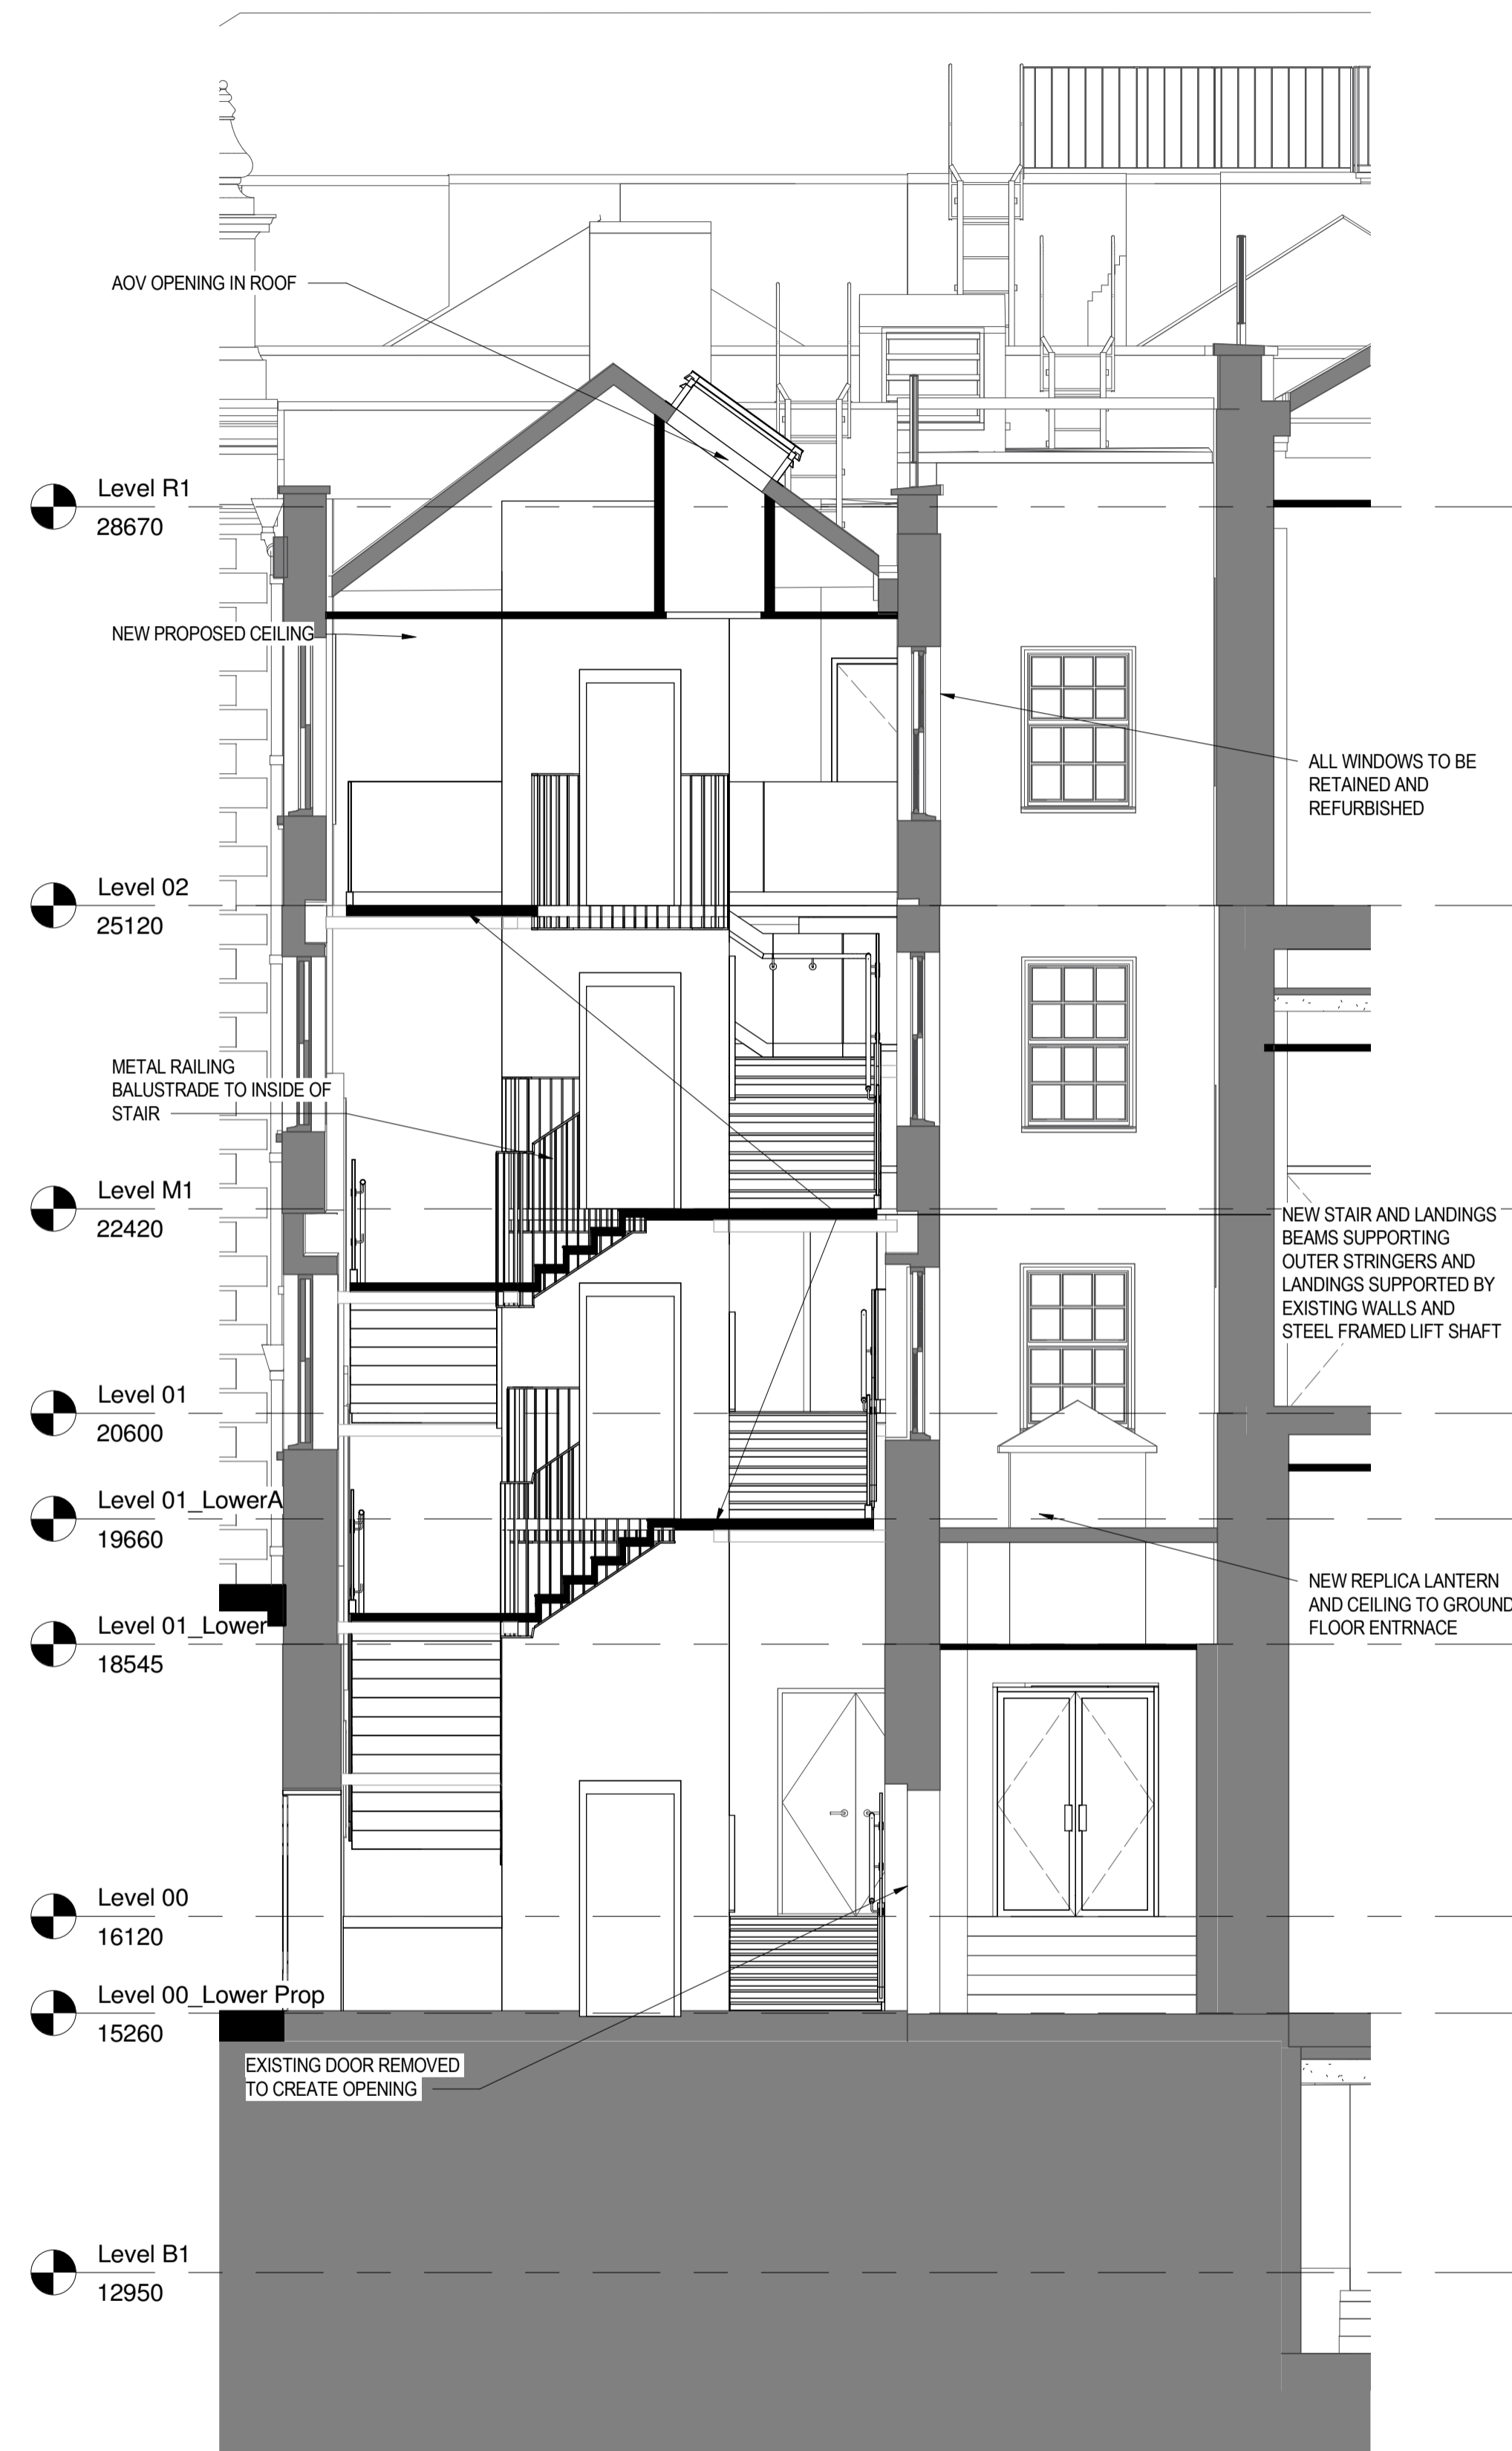 AOV OPENING IN ROOF
Level R1
28670
NEW PROPOSED CEILING
ALL WINDOWS TO BE
RETAINED AND
REFURBISHED
Level 02
25120
METAL RAILING
BALUSTRADE TO INSIDE OF
STAIR
Level M1
22420
NEW STAIR AND LANDINGS
BEAMS SUPPORTING
OUTER STRINGERS AND
LANDINGS SUPPORTED BY
EXISTING WALLS AND
STEEL FRAMED LIFT SHAFT
Level 01
20600
Level 01_LowerA
19660
NEW REPLICA LANTERN
AND CEILING TO GROUND
FLOOR ENTRNACE
Level 01_Lower
18545
Level 00
16120
Level 00_Lower Prop
15260
EXISTING DOOR REMOVED
TO CREATE OPENING
Level B1
12950